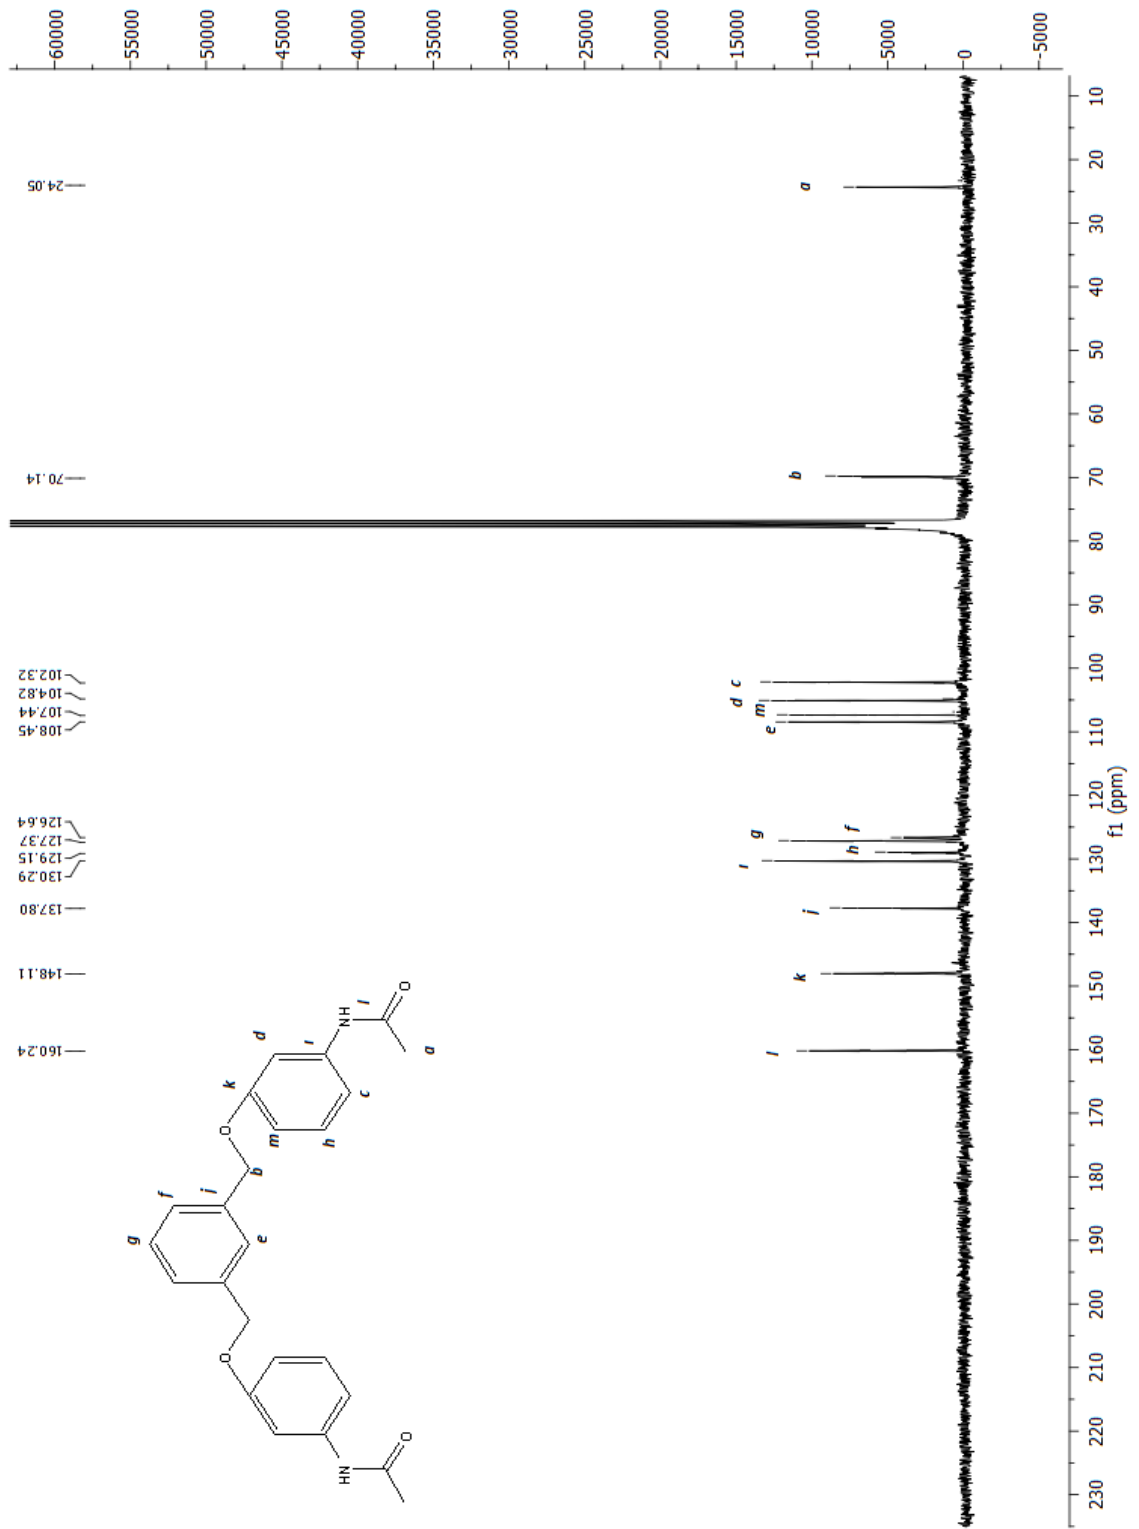 60000
55000
50000
45000
40000
35000
30000
25000
20000
15000
10000
5000
0
-5000
24.05
70.14
102.32
104.82
107.44
108.45
126.64
127.37
129.15
130.29
137.80
148.11
160.24
a
b
c
d
m
e
f
g
h
ı
j
k
l
O
NH
l
a
d
ı
c
k
m
h
O
b
j
f
g
e
O
NH
O
10
20
30
40
50
60
70
80
90
100
110
120
130
140
150
160
170
180
190
200
210
220
230
f1 (ppm)